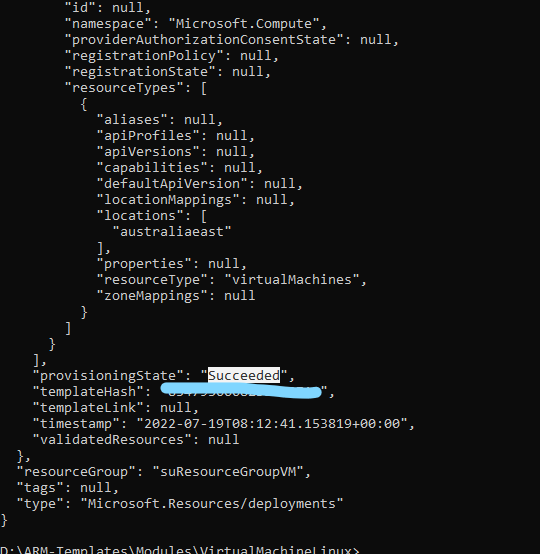 "id": null,
"namespace": "Microsoft.Compute",
"providerAuthorizationConsentState": null,
"registrationPolicy": null,
"registrationState": null,
"resourceTypes": [
{
"aliases": null,
"apiProfiles": null,
"apiVersions": null,
"capabilities": null,
"defaultApiVersion": null,
"locationMappings": null,
"locations": [
"australiaeast"
],
"properties": null,
"resourceType": "virtualMachines",
"zoneMappings": null
}
]
}
],
"provisioningState": "Succeeded",
"templateHash":
"templateLink": null,
"timestamp": "2022-07-19T08:12:41.153819+00:00",
"validatedResources": null
},
"resourceGroup": "suResourceGroupVM",
"tags": null,
"type": "Microsoft.Resources/deployments"
}
D:\ARM-Templates\Modules\VirtualMachineLinux>